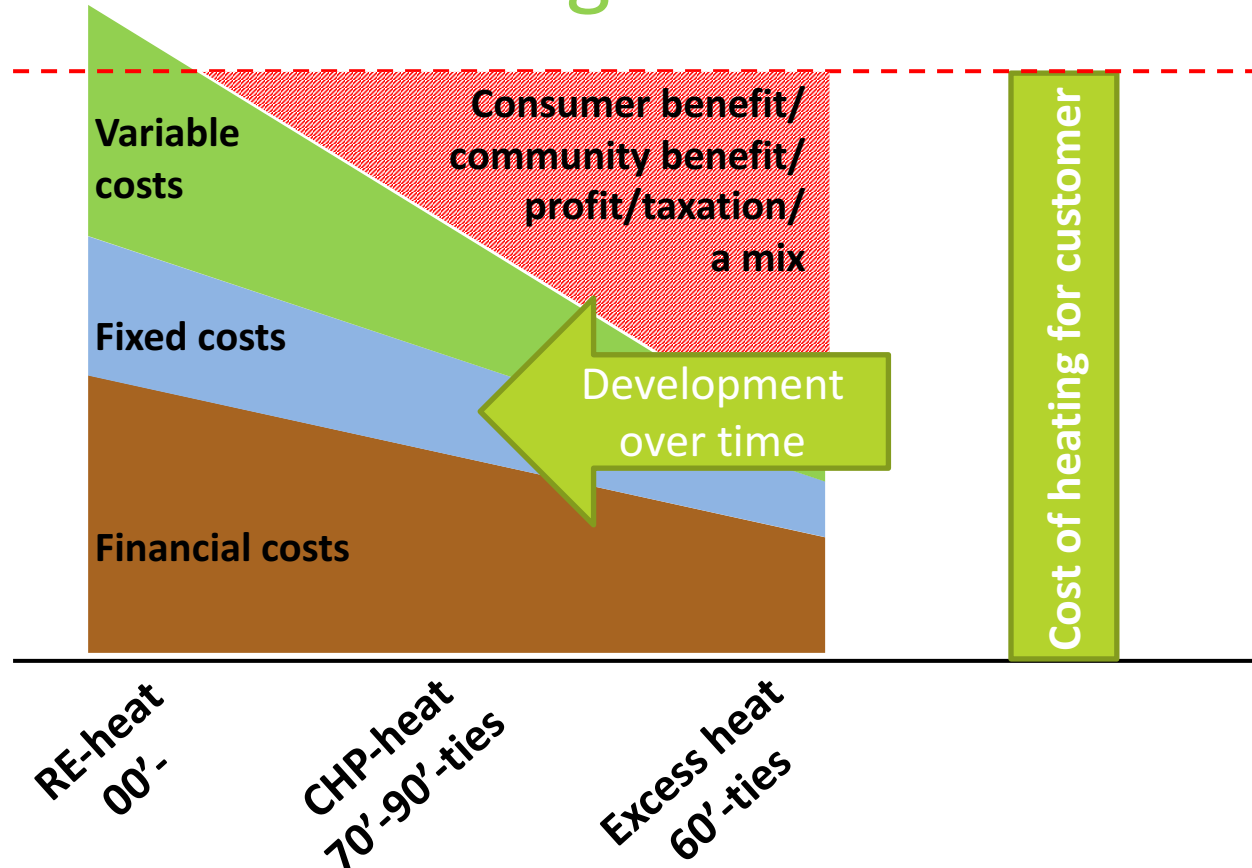 Variable
costs
Consumer benefit/
community benefit/
profit/taxation/
a mix
Fixed costs
Development
over time
Financial costs
Cost of heating for customer
RE-heat
00’-
CHP-heat
70’-90’-ties
Excess heat
60’-ties